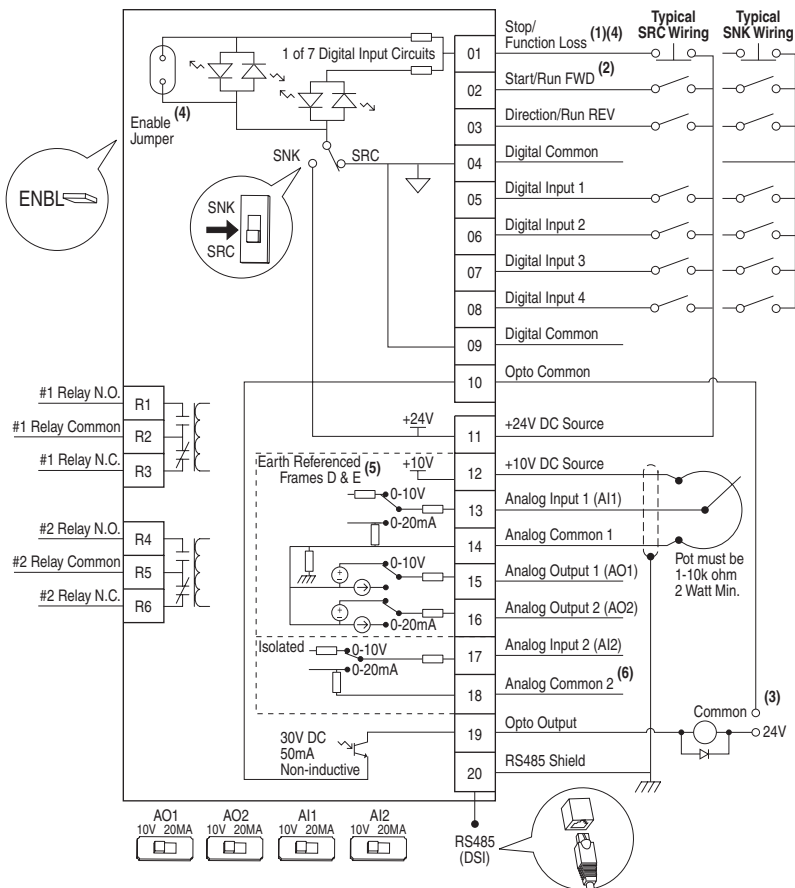 Stop/
Function Loss (1)(4)
Typical
SRC Wiring
Typical
SNK Wiring
1 of 7 Digital Input Circuits
01
02
Start/Run FWD (2)
03
Direction/Run REV
Enable (4)
Jumper
ENBL
SNK
SRC
04
Digital Common
SNK
SRC
05
Digital Input 1
06
Digital Input 2
07
Digital Input 3
08
Digital Input 4
09
Digital Common
10
Opto Common
#1 Relay N.O.
R1
#1 Relay Common
R2
#1 Relay N.C.
R3
#2 Relay N.O.
R4
#2 Relay Common
R5
#2 Relay N.C.
R6
+24V
11
+24V DC Source
Earth Referenced (5)
Frames D & E
+10V
12
+10V DC Source
0-10V
0-20mA
13
Analog Input 1 (AI1)
14
Analog Common 1
0-10V
15
Analog Output 1 (AO1)
0-20mA
16
Analog Output 2 (AO2)
Pot must be
1-10k ohm
2 Watt Min.
Isolated
0-10V
0-20mA
17
Analog Input 2 (AI2)
18
Analog Common 2 (6)
30V DC
50mA
Non-inductive
19
Opto Output
Common (3)
24V
20
RS485 Shield
AO1
10V 20MA
AO2
10V 20MA
AI1
10V 20MA
AI2
10V 20MA
RS485
(DSI)